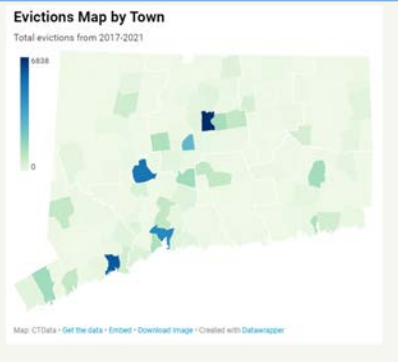 Evictions Map by Town
Total evictions from 2017-2021
6838
0
Map: CTData • Get the data • Embed • Download image • Created with Datawrapper